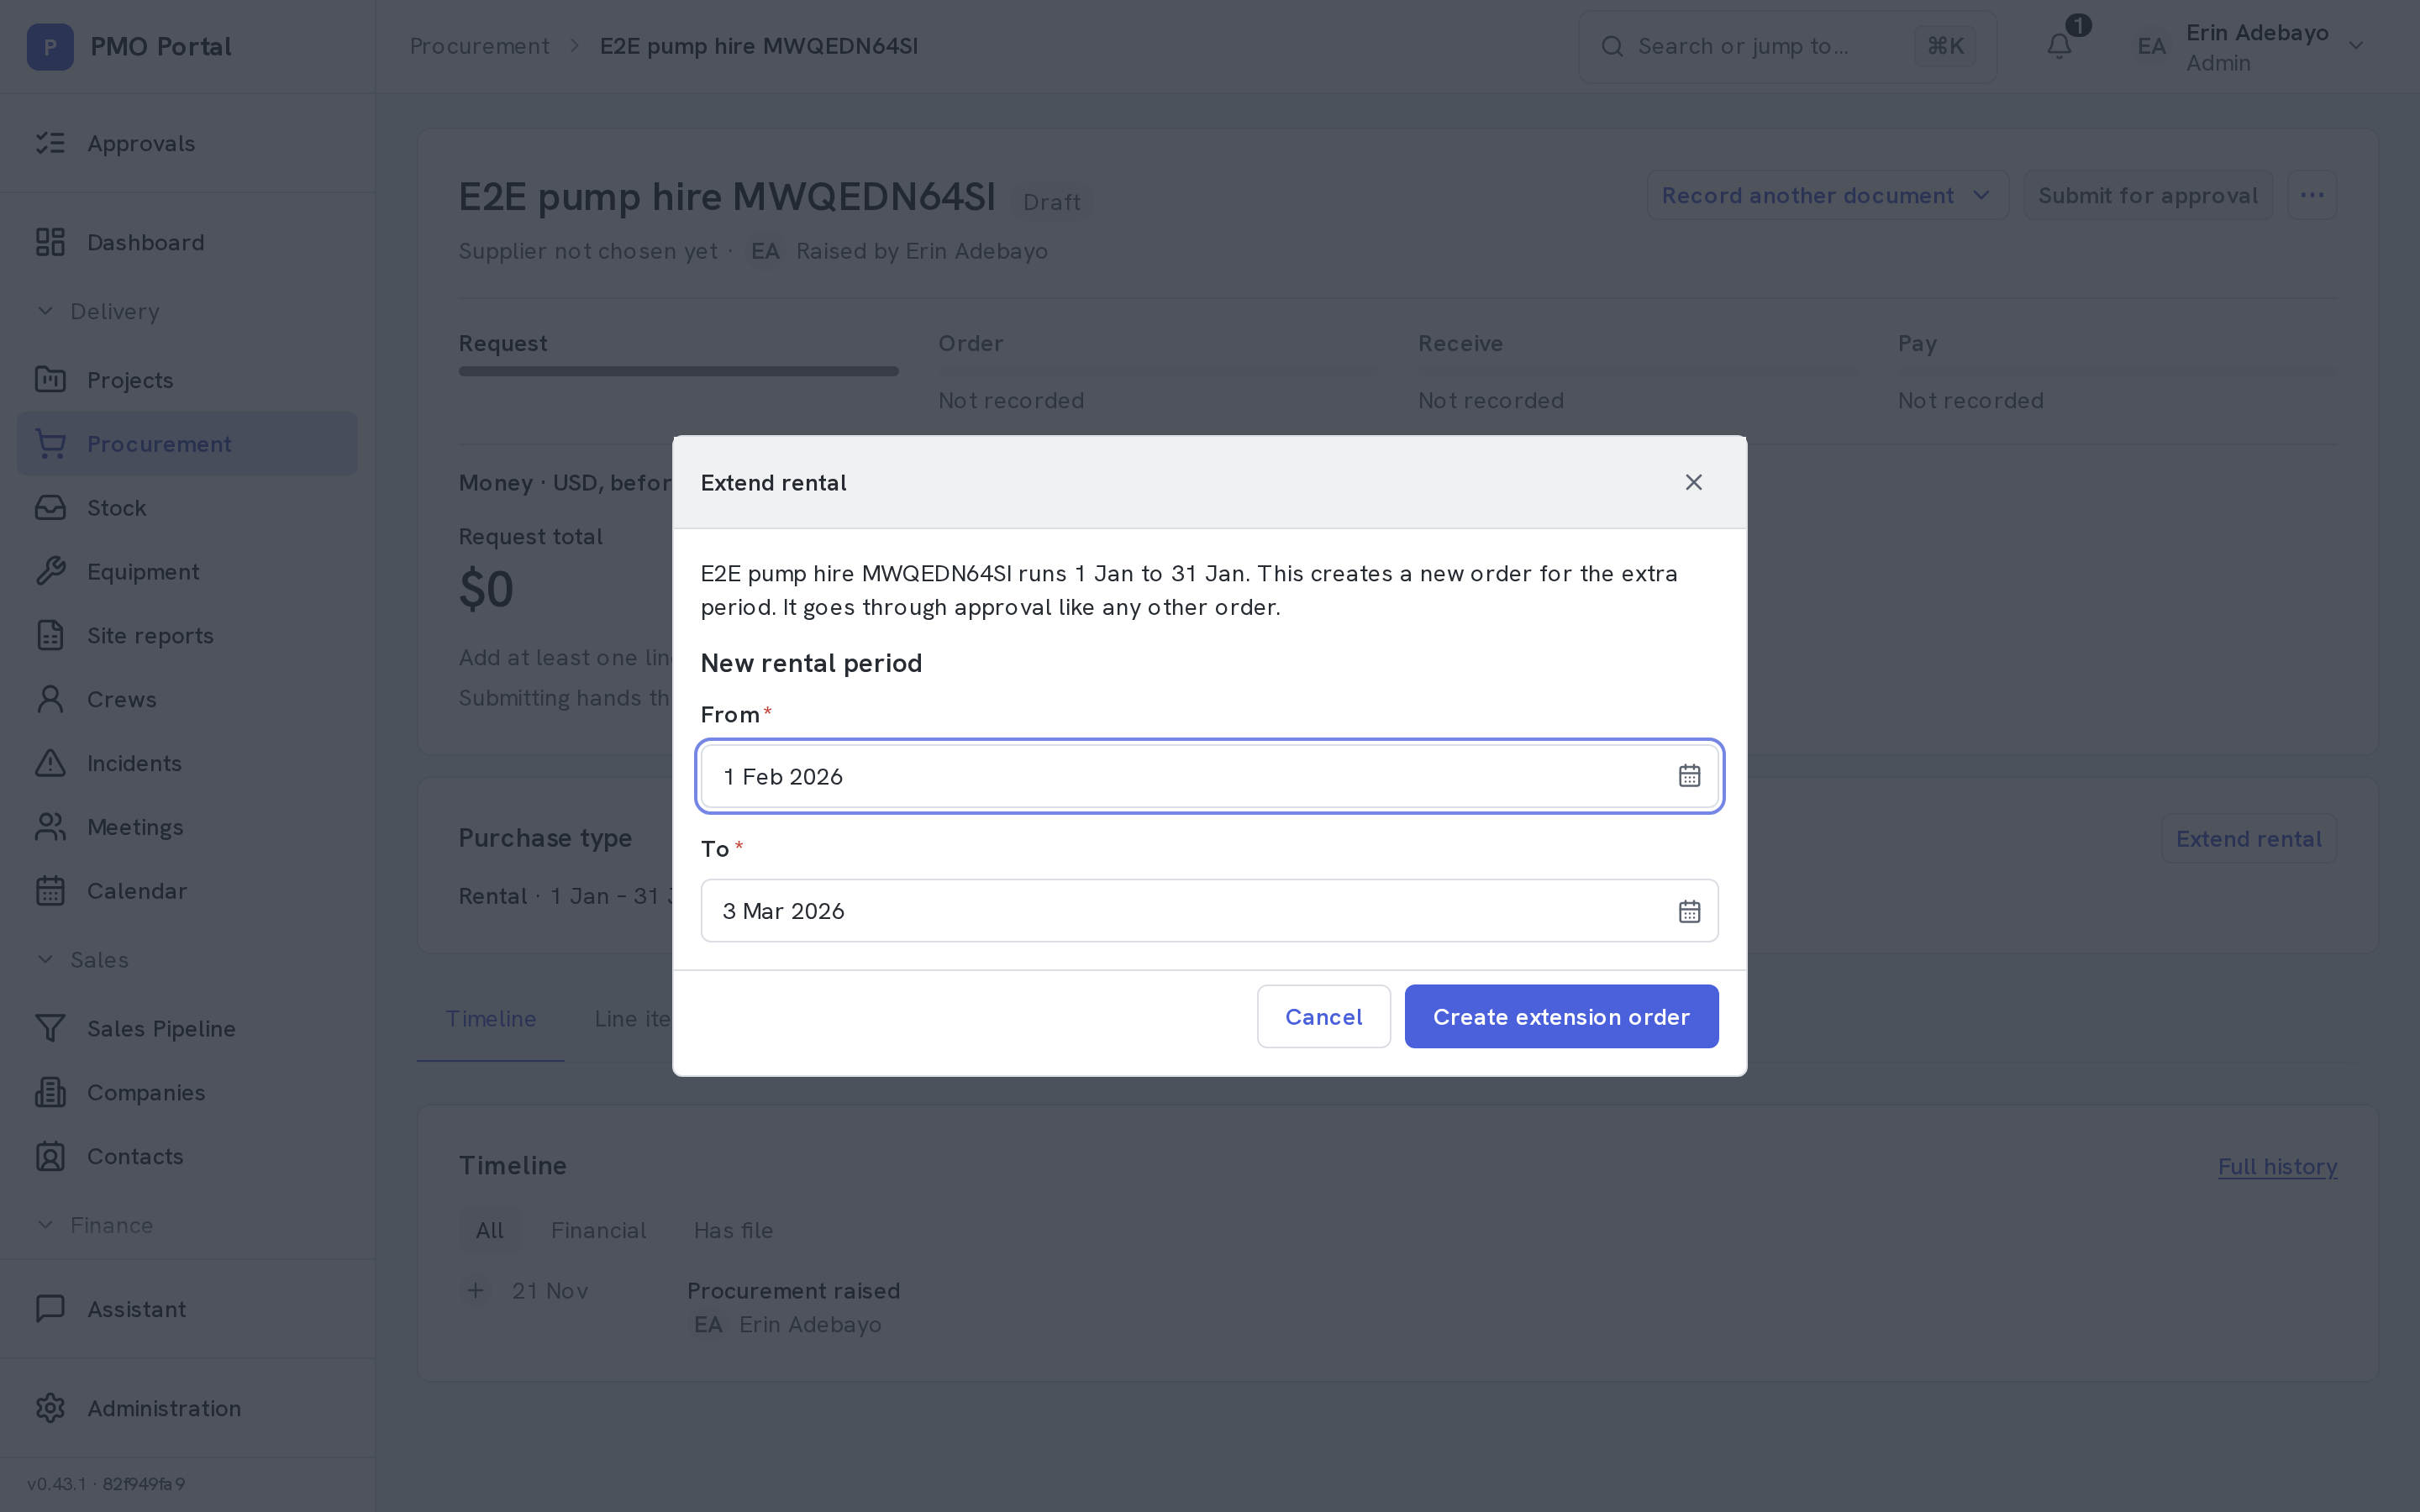 P PMO Portal
Procurement > E2E pump hire MWQEDN64SI
Search or jump to... ⌘K
1
EA Erin Adebayo
Admin
Approvals
Dashboard
Delivery
Projects
Procurement
Stock
Equipment
Site reports
Crews
Incidents
Meetings
Calendar
Sales
Sales Pipeline
Companies
Contacts
Finance
Assistant
Administration
v0.43.1 · 82f949fa9
E2E pump hire MWQEDN64SI Draft
Record another document Submit for approval ...
Supplier not chosen yet · EA Raised by Erin Adebayo
Request Order Receive Pay
Not recorded Not recorded Not recorded
Money · USD, befor
Request total
$0
Add at least one line
Submitting hands th
Purchase type
Extend rental
Rental · 1 Jan – 31 J
Timeline Line ite
Timeline
Full history
All Financial Has file
21 Nov Procurement raised
EA Erin Adebayo
Extend rental
E2E pump hire MWQEDN64SI runs 1 Jan to 31 Jan. This creates a new order for the extra
period. It goes through approval like any other order.
New rental period
From *
1 Feb 2026
To *
3 Mar 2026
Cancel Create extension order